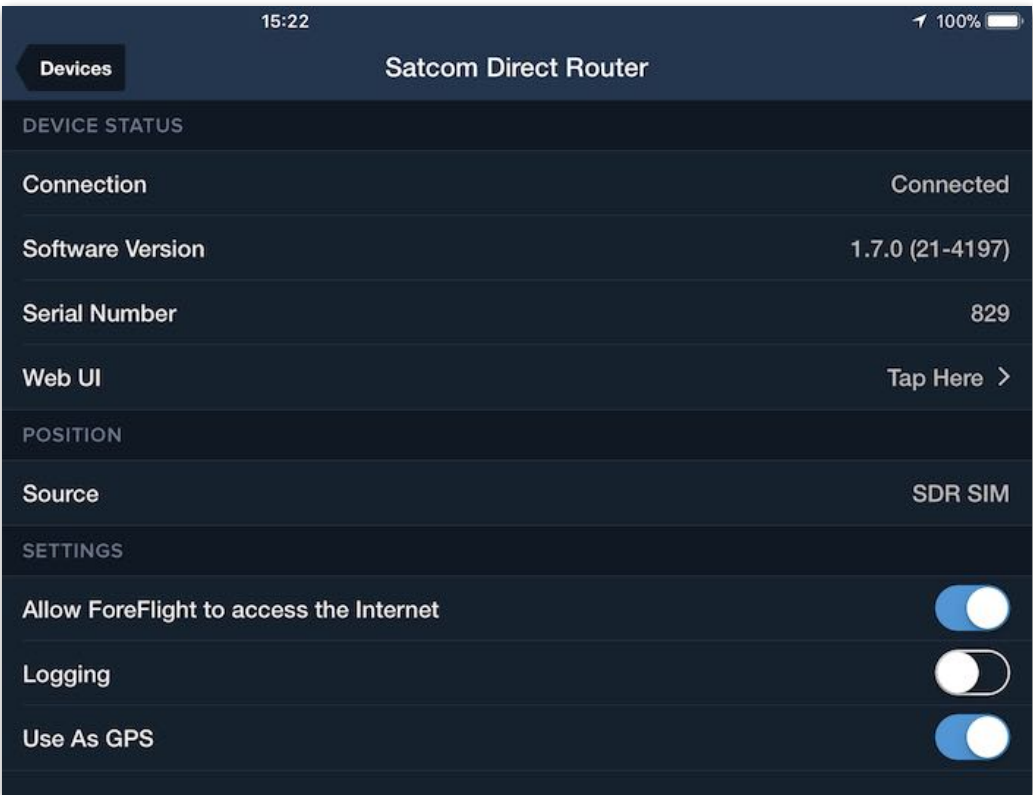 15:22 100%
Devices Satcom Direct Router
DEVICE STATUS
Connection Connected
Software Version 1.7.0 (21-4197)
Serial Number 829
Web UI Tap Here >
POSITION
Source SDR SIM
SETTINGS
Allow ForeFlight to access the Internet
Logging
Use As GPS